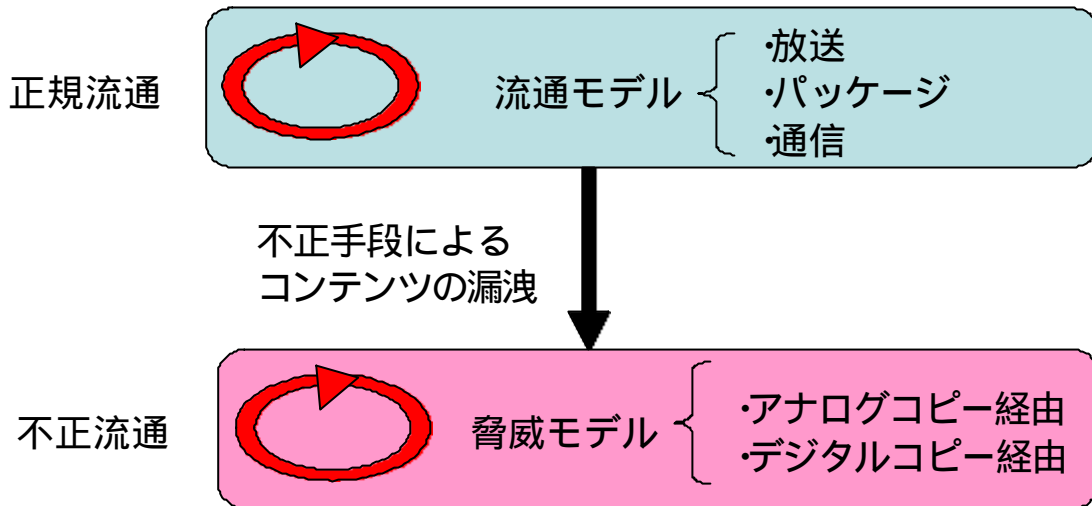 正規流通
流通モデル
・放送
・パッケージ
・通信
不正手段による
コンテンツの漏洩
不正流通
脅威モデル
・アナログコピー経由
・デジタルコピー経由